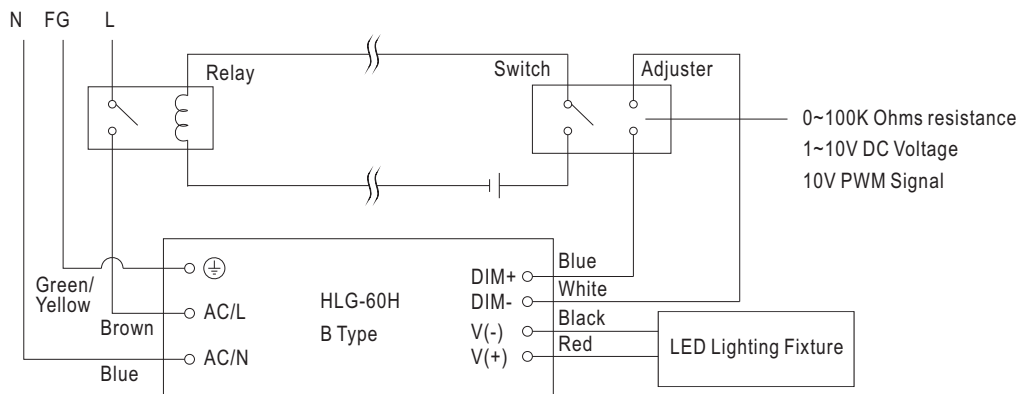 N FG L
Relay
Switch
Adjuster
0~100K Ohms resistance
1~10V DC Voltage
10V PWM Signal
Green/
Yellow
Brown
Blue
AC/L
AC/N
HLG-60H
B Type
DIM+
DIM-
V(-)
V(+)
Blue
White
Black
Red
LED Lighting Fixture